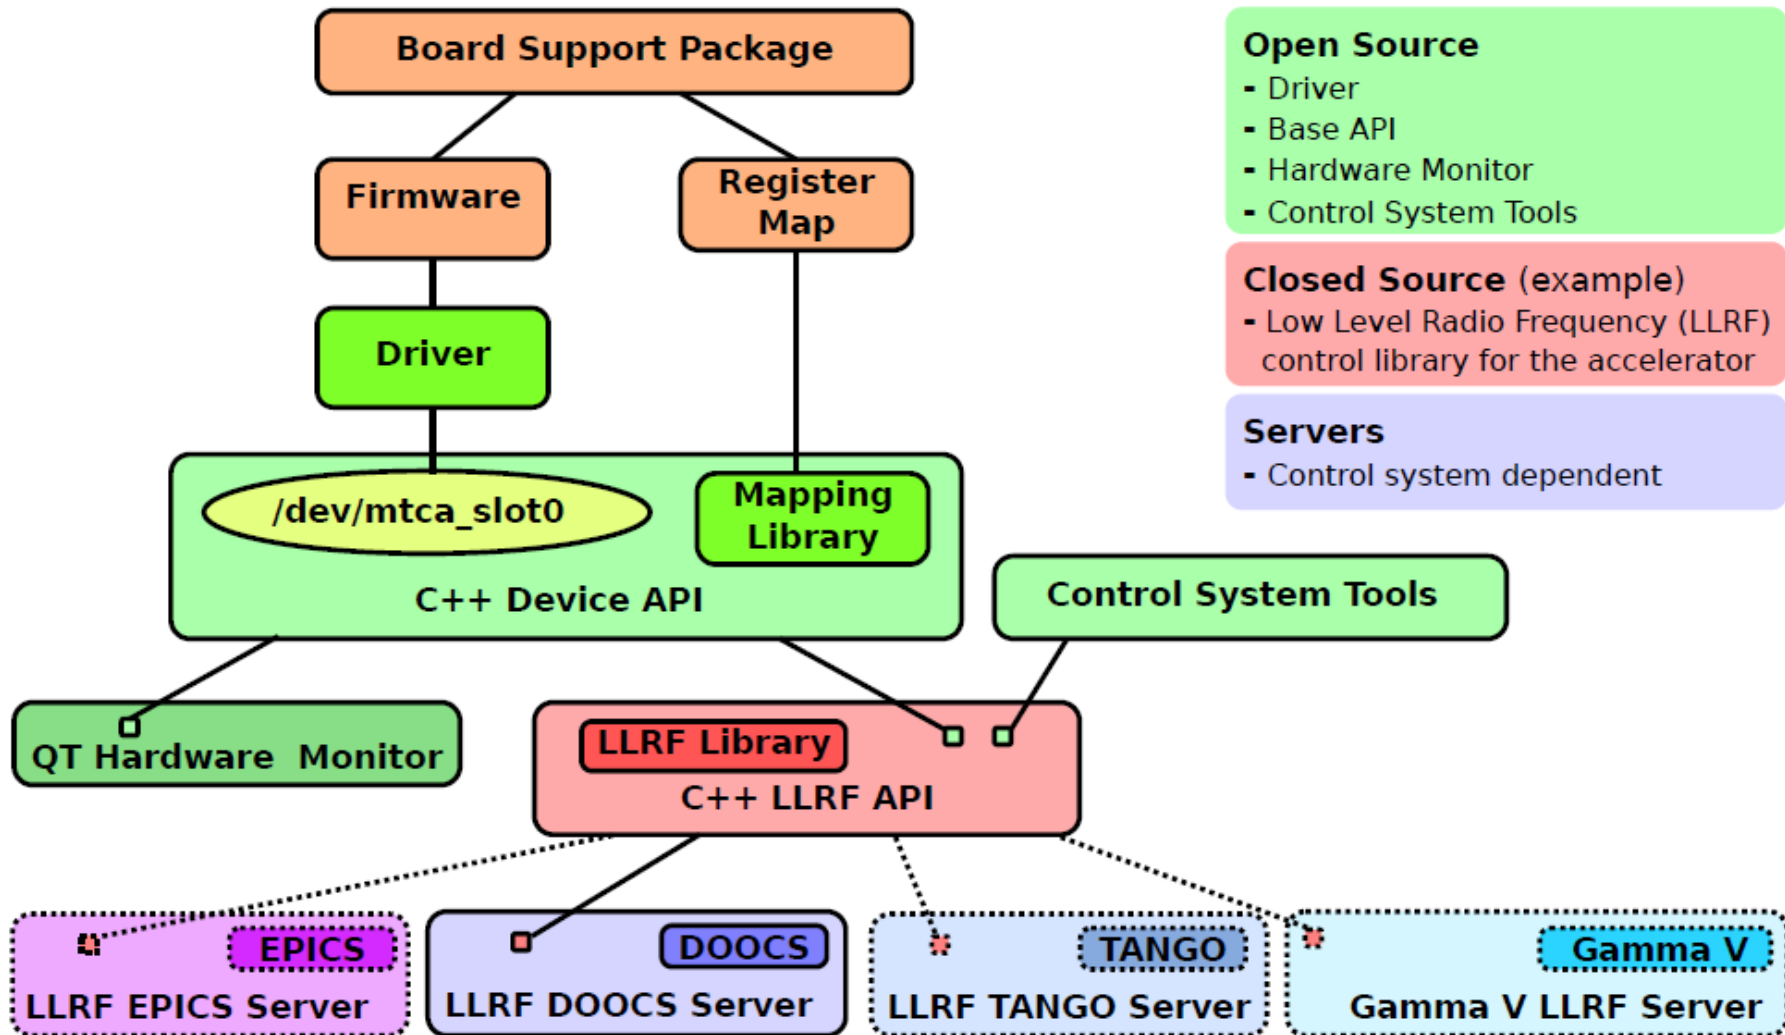 Board Support Package
Firmware
Register
Map
Driver
/dev/mtca_slot0
Mapping
Library
C++ Device API
Control System Tools
QT Hardware  Monitor
LLRF Library
C++ LLRF API
EPICS
LLRF EPICS Server
DOOCS
LLRF DOOCS Server
TANGO
LLRF TANGO Server
Gamma V
Gamma V LLRF Server
Open Source
- Driver
- Base API
- Hardware Monitor
- Control System Tools
Closed Source (example)
- Low Level Radio Frequency (LLRF)
control library for the accelerator
Servers
- Control system dependent